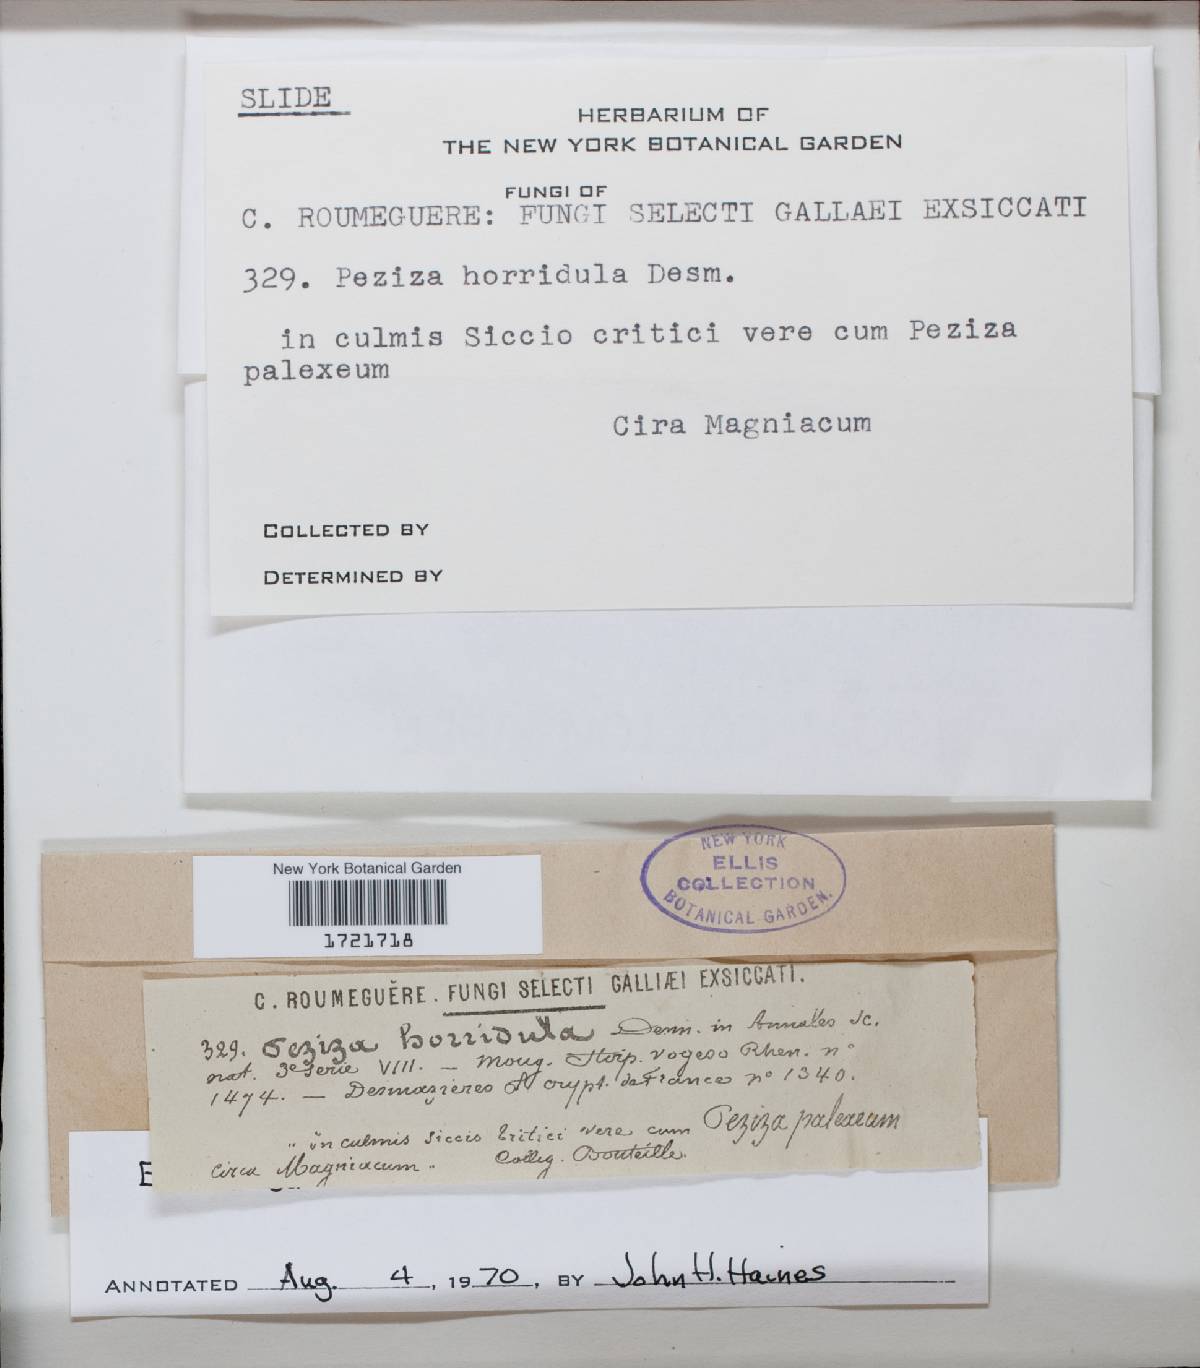 SLIDE
HERBARIUM OF
THE NEW YORK BOTANICAL GARDEN
FUNGI OF
C. ROUMEGUERE: FUNGI SELECTI GALLAEI EXSICCATI
329. Peziza horridula Desm.
in culmis Siccio critici vere cum Peziza
palexeum
Cira Magniacum
COLLECTED BY
DETERMINED BY
New York Botanical Garden
1721718
NEW YORK
ELLIS
COLLECTION
BOTANICAL GARDEN.
C. ROUMEGUĚRE. FUNGI SELECTI GALLIÆI EXSICCATI.
329. Peziza horridula Desm. in Annales Sc.
nat. 3e Serie VIII. — Moug. Stirp. Vogeso Rhen. n°
1474. — Desmazieres Pl crypt. de France n° 1340.
" in culmis Siccis Tritici vere cum Peziza paleaeum
circa Magniacum. Colleg. Bouteille.
E
ANNOTATED Aug. 4, 1970, BY John H. Haines